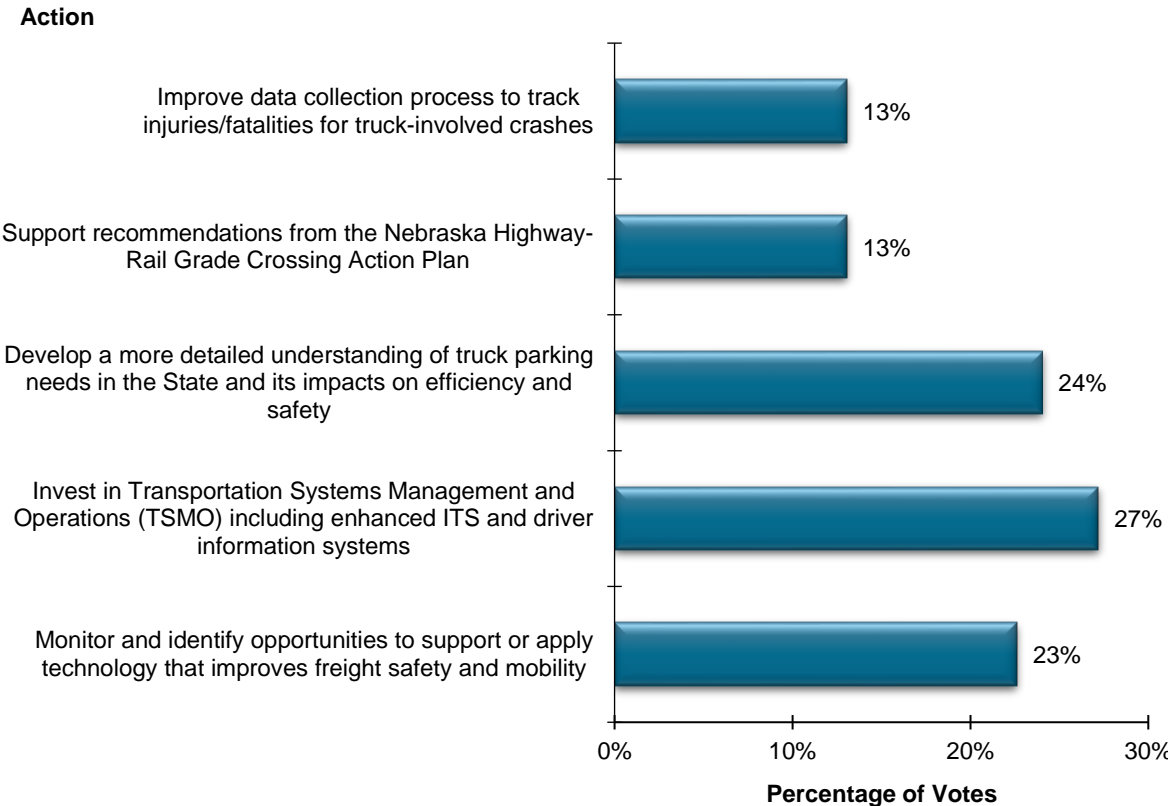 Action
Improve data collection process to track
injuries/fatalities for truck-involved crashes
13%
Support recommendations from the Nebraska Highway-
Rail Grade Crossing Action Plan
13%
Develop a more detailed understanding of truck parking
needs in the State and its impacts on efficiency and
safety
24%
Invest in Transportation Systems Management and
Operations (TSMO) including enhanced ITS and driver
information systems
27%
Monitor and identify opportunities to support or apply
technology that improves freight safety and mobility
23%
0% 10% 20% 30%
Percentage of Votes